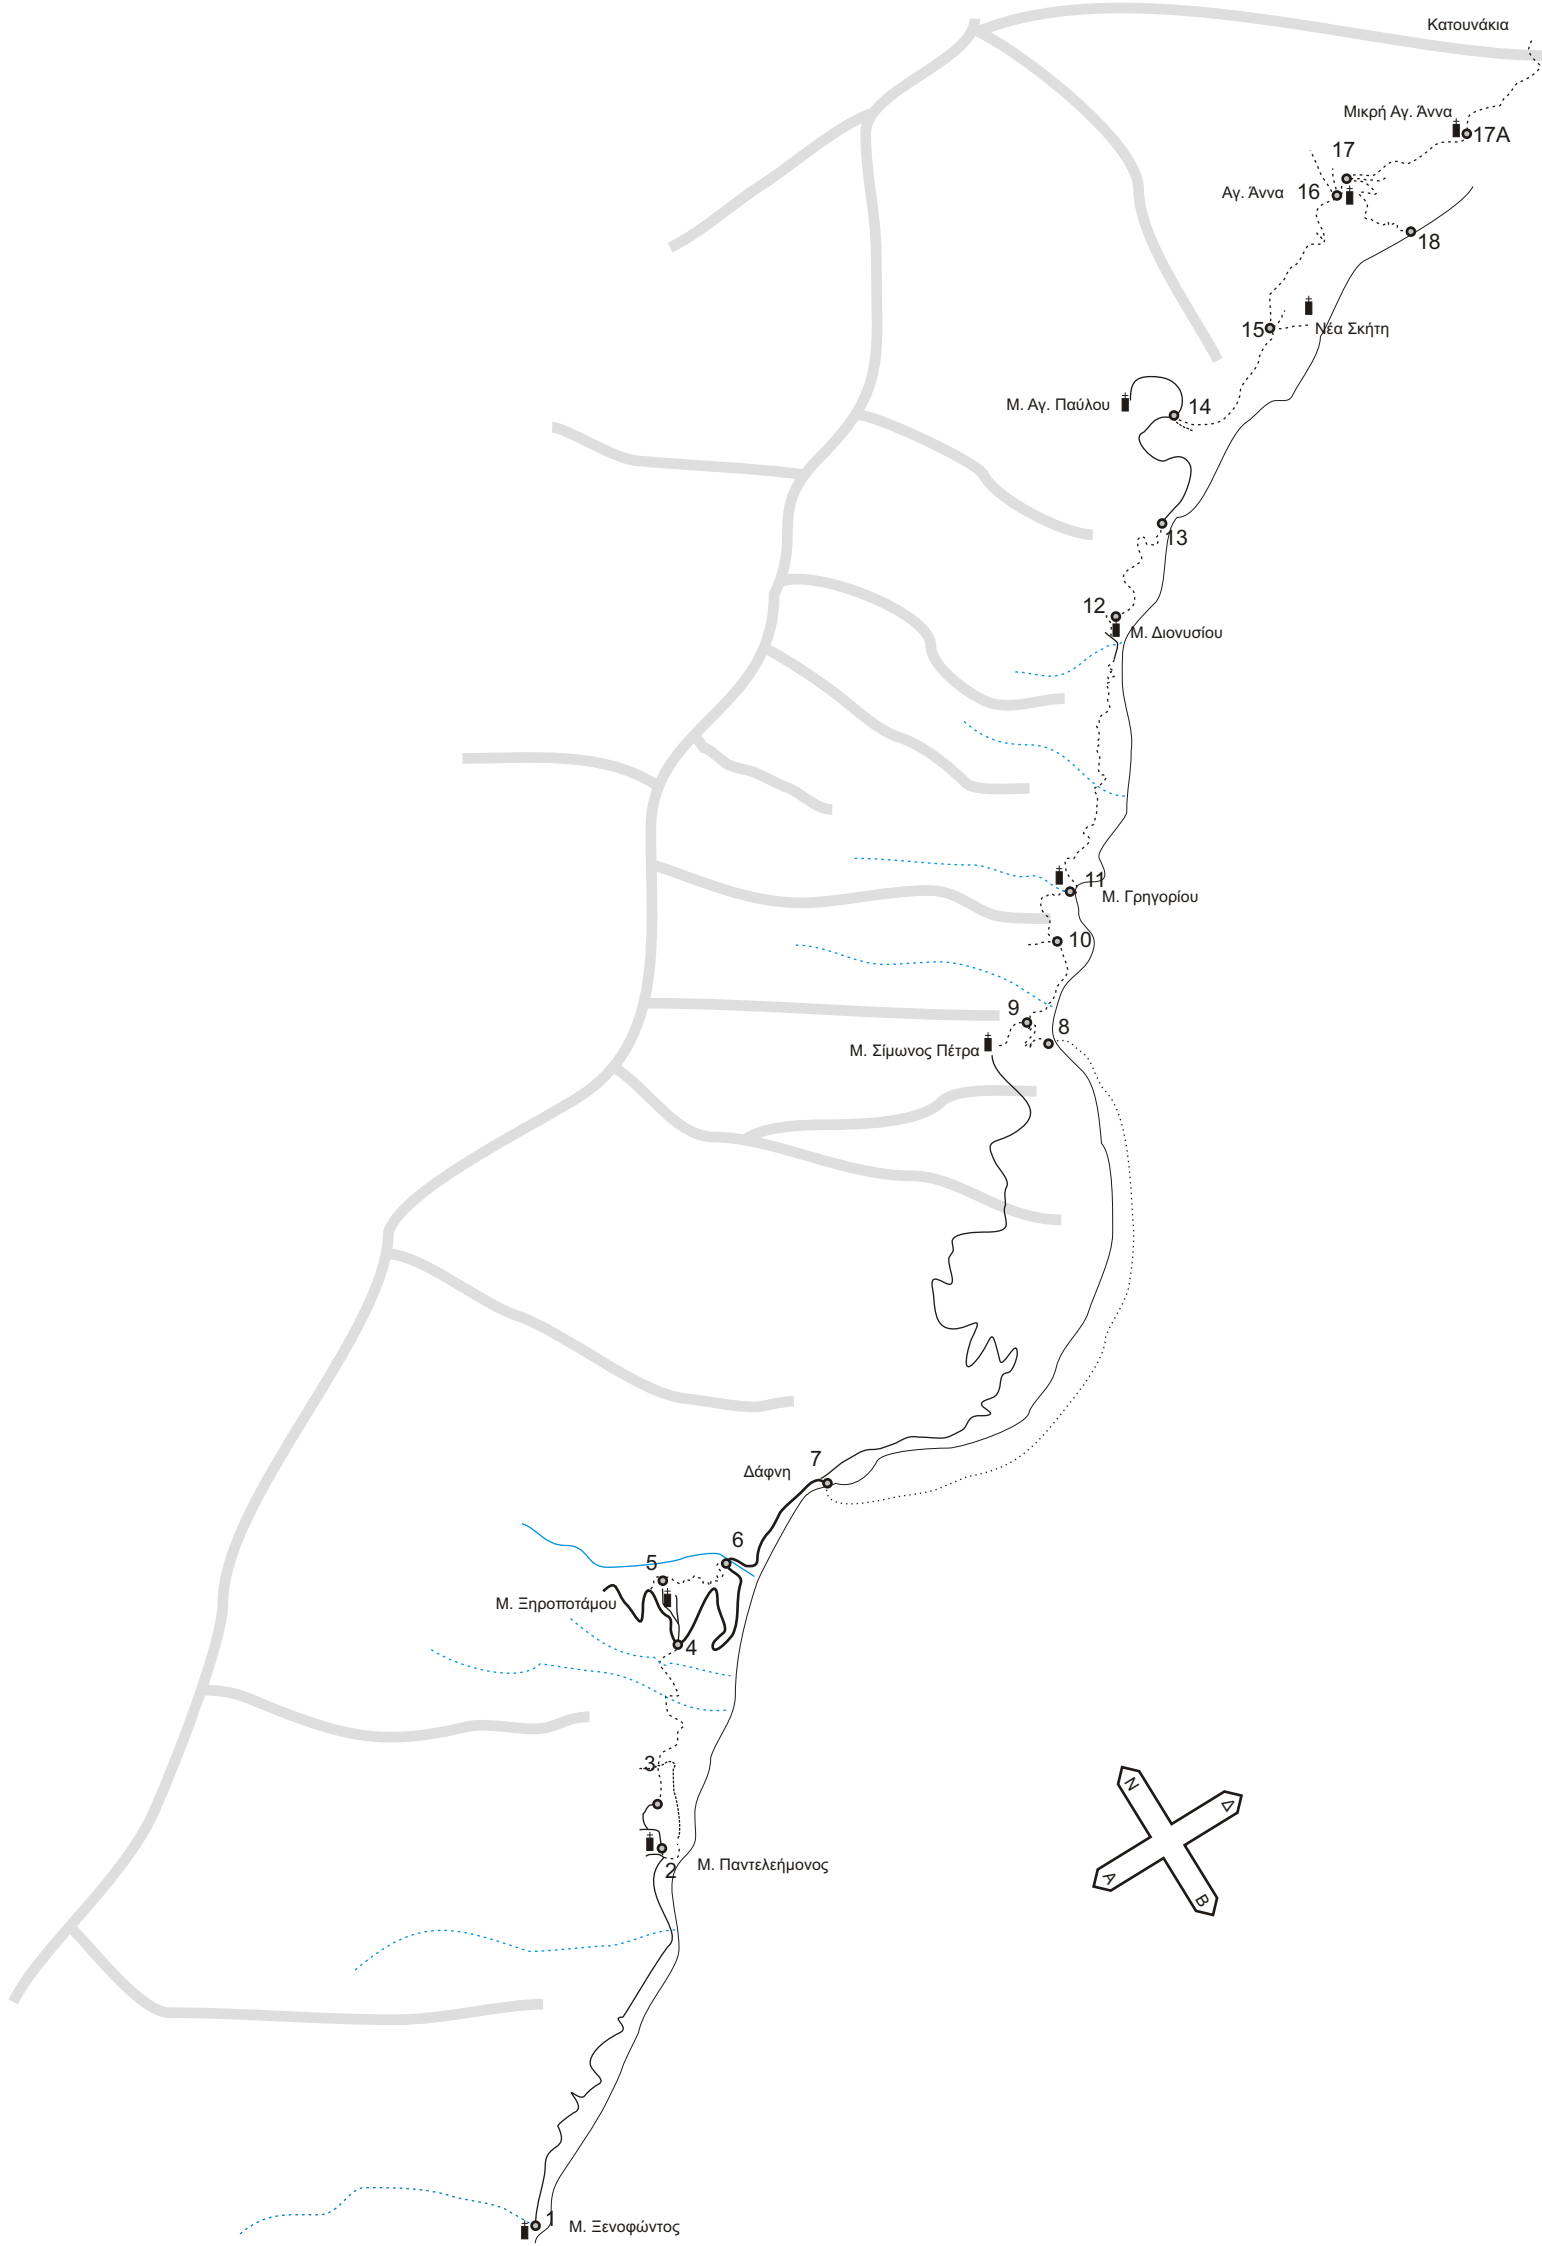 Κατουνάκια
Μικρή Αγ. Άννα
17Α
17
Αγ. Άννα
16
18
15
Νέα Σκήτη
Μ. Αγ. Παύλου
14
13
12
Μ. Διονυσίου
11
Μ. Γρηγορίου
10
9
8
Μ. Σίμωνος Πέτρα
7
Δάφνη
6
5
Μ. Ξηροποτάμου
4
3
Ν
Δ
Α
Β
2
Μ. Παντελεήμονος
1
Μ. Ξενοφώντος